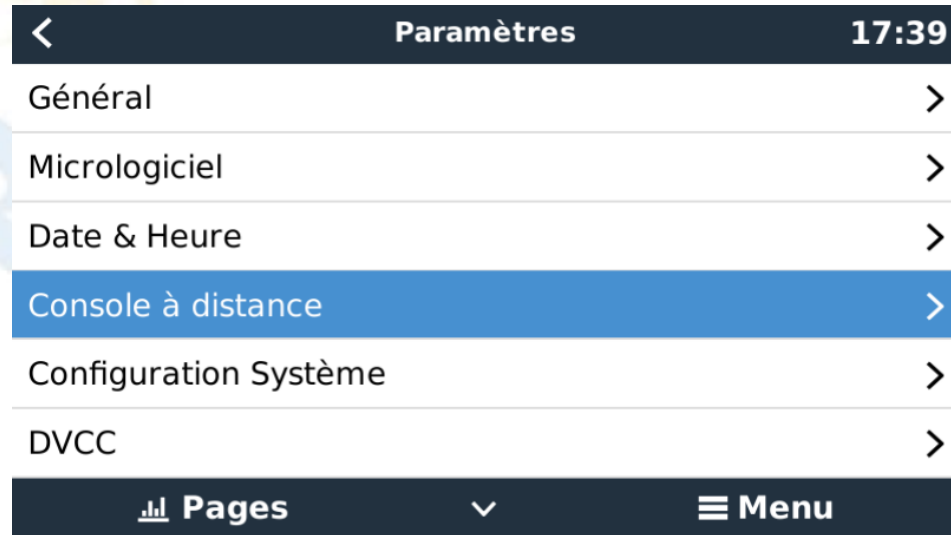 Paramètres 17:39
Général
Micrologiciel
Date & Heure
Console à distance
Configuration Système
DVCC
Pages Menu